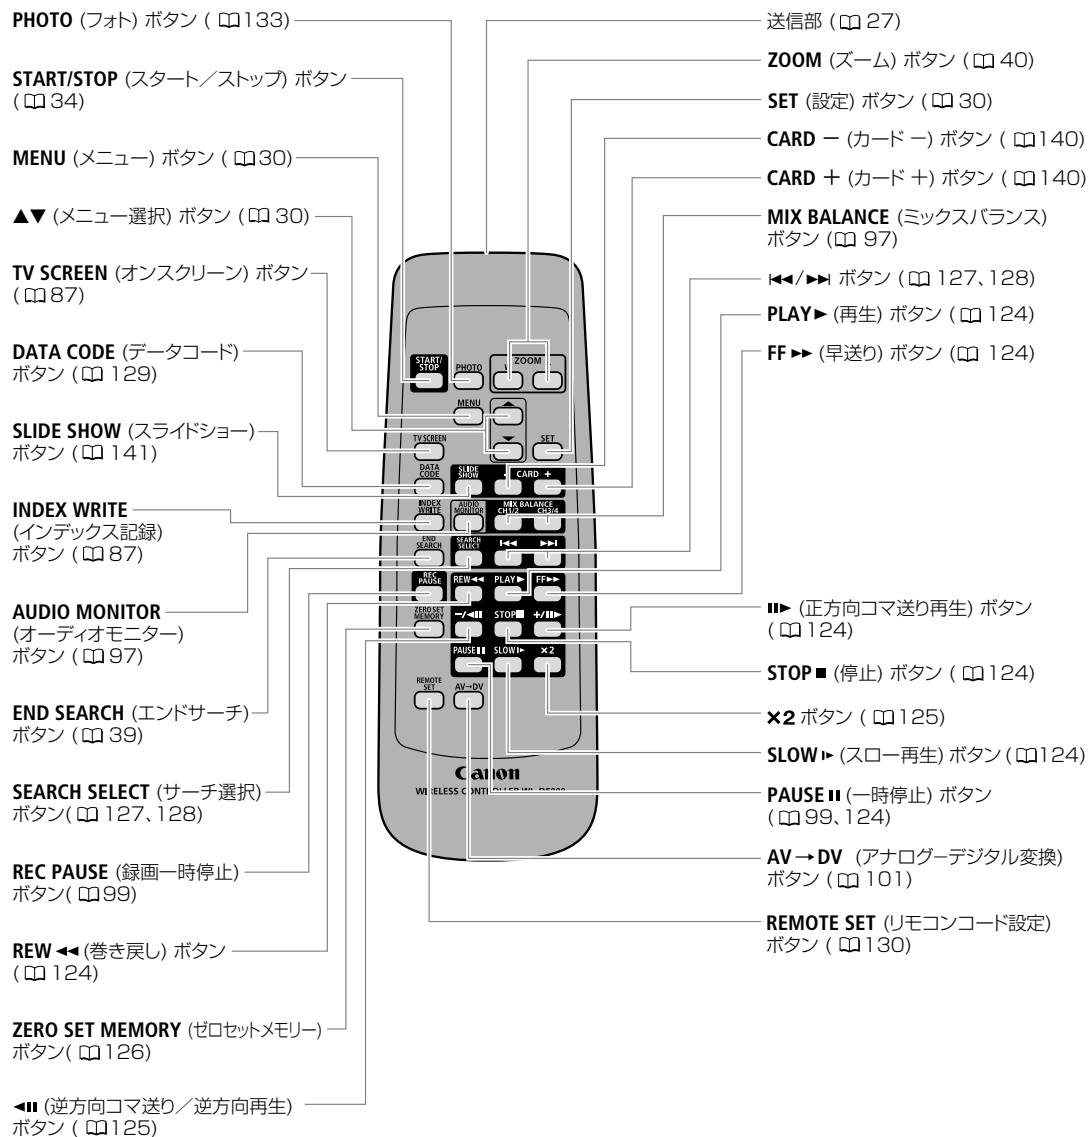 PHOTO (フォト) ボタン ( 133)
START/STOP (スタート／ストップ) ボタン
( 34)
MENU (メニュー) ボタン ( 30)
▲▼ (メニュー選択) ボタン ( 30)
TV SCREEN (オンスクリーン) ボタン
( 87)
DATA CODE (データコード)
ボタン ( 129)
SLIDE SHOW (スライドショー)
ボタン ( 141)
INDEX WRITE
(インデックス記録)
ボタン ( 87)
AUDIO MONITOR
(オーディオモニター)
ボタン ( 97)
END SEARCH (エンドサーチ)
ボタン ( 39)
SEARCH SELECT (サーチ選択)
ボタン( 127、128)
REC PAUSE (録画一時停止)
ボタン( 99)
REW ◀◀ (巻き戻し) ボタン
( 124)
ZERO SET MEMORY (ゼロセットメモリー)
ボタン( 126)
◀❚❚ (逆方向コマ送り／逆方向再生)
ボタン ( 125)
START/
STOP
PHOTO
ZOOM
W
MENU
TV SCREEN
SET
DATA
CODE
SLIDE
SHOW
- CARD +
INDEX
WRITE
AUDIO
MONITOR
MIX BALANCE
CH1/2 CH3/4
END
SEARCH
SEARCH
SELECT
I◀◀ ▶▶I
REC
PAUSE
REW◀◀ PLAY▶ FF▶▶
ZERO SET
MEMORY
−/◀❚❚ STOP■ +/❚❚▶
PAUSE❚❚ SLOW❙▶ ×2
REMOTE
SET
AV→DV
Canon
WIRELESS CONTROLLER WL-D5000
送信部 ( 27)
ZOOM (ズーム) ボタン ( 40)
SET (設定) ボタン ( 30)
CARD − (カード −) ボタン ( 140)
CARD ＋ (カード ＋) ボタン ( 140)
MIX BALANCE (ミックスバランス)
ボタン ( 97)
I◀◀/▶▶I ボタン ( 127、128)
PLAY▶ (再生) ボタン ( 124)
FF ▶▶ (早送り) ボタン ( 124)
❚❚▶ (正方向コマ送り再生) ボタン
( 124)
STOP■ (停止) ボタン ( 124)
×2 ボタン ( 125)
SLOW❙▶ (スロー再生) ボタン ( 124)
PAUSE❚❚ (一時停止) ボタン
( 99、124)
AV→DV (アナログ−デジタル変換)
ボタン ( 101)
REMOTE SET (リモコンコード設定)
ボタン ( 130)